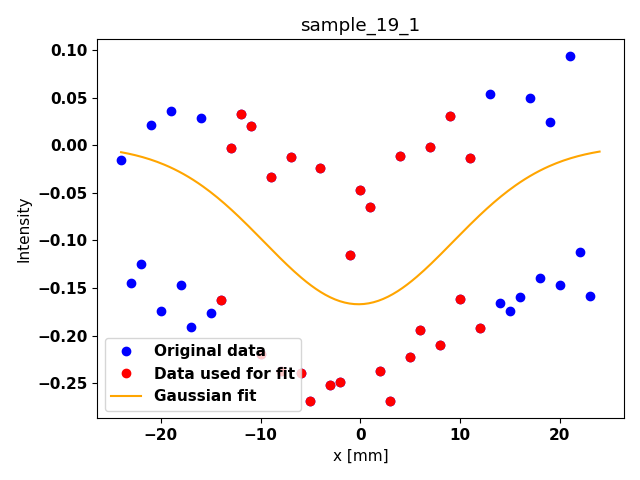 sample_19_1
0.10
0.05
0.00
−0.05
−0.10
−0.15
−0.20
−0.25
Intensity
Original data
Data used for fit
Gaussian fit
−20 −10 0 10 20
x [mm]